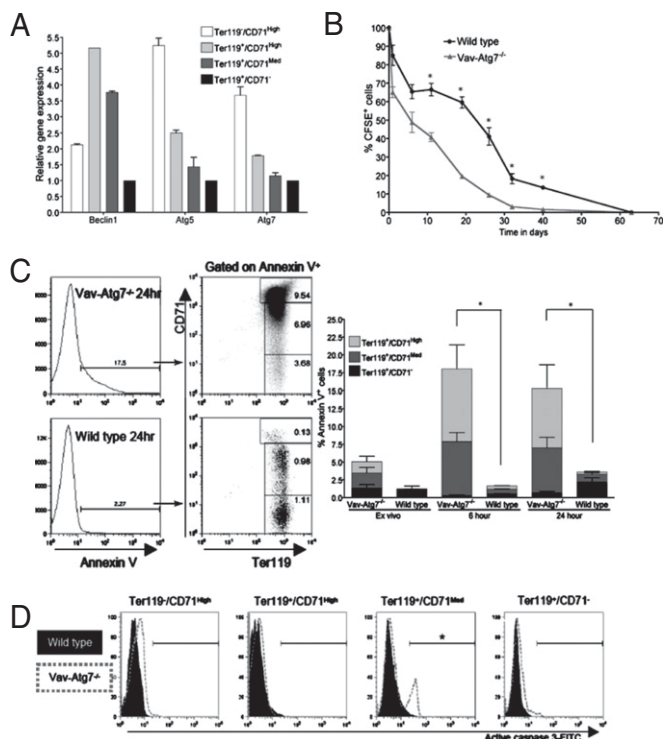 A
Relative gene expression
5.5
5.0
4.5
4.0
3.5
3.0
2.5
2.0
1.5
1.0
Ter119⁻/CD71ᴴⁱᵍʰ
Ter119⁺/CD71ᴴⁱᵍʰ
Ter119⁺/CD71ᴹᵉᵈ
Ter119⁺/CD71⁻
Beclin1 Atg5 Atg7
B
% CFSE⁺ cells
100
90
80
70
60
50
40
30
20
10
0
Wild type
Vav-Atg7⁻/⁻
* * * * *
0 10 20 30 40 50 60 70
Time in days
C
Vav-Atg7⁻/⁻ 24hr
17.5
Wild type 24hr
2.27
Annexin V
Gated on Annexin V⁺
CD71
9.54
6.96
3.68
0.13
0.98
1.11
Ter119
% Annexin V⁺ cells
25.0
22.5
20.0
17.5
15.0
12.5
10.0
7.5
5.0
2.5
0.0
Ter119⁺/CD71ᴴⁱᵍʰ
Ter119⁺/CD71ᴹᵉᵈ
Ter119⁺/CD71⁻
* *
Vav-Atg7⁻/⁻ Wild type Vav-Atg7⁻/⁻ Wild type Vav-Atg7⁻/⁻ Wild type
Ex vivo 6 hour 24 hour
D
Wild type
Vav-Atg7⁻/⁻
Ter119⁻/CD71ᴴⁱᵍʰ Ter119⁺/CD71ᴴⁱᵍʰ Ter119⁺/CD71ᴹᵉᵈ Ter119⁺/CD71⁻
*
Active caspase 3-FITC